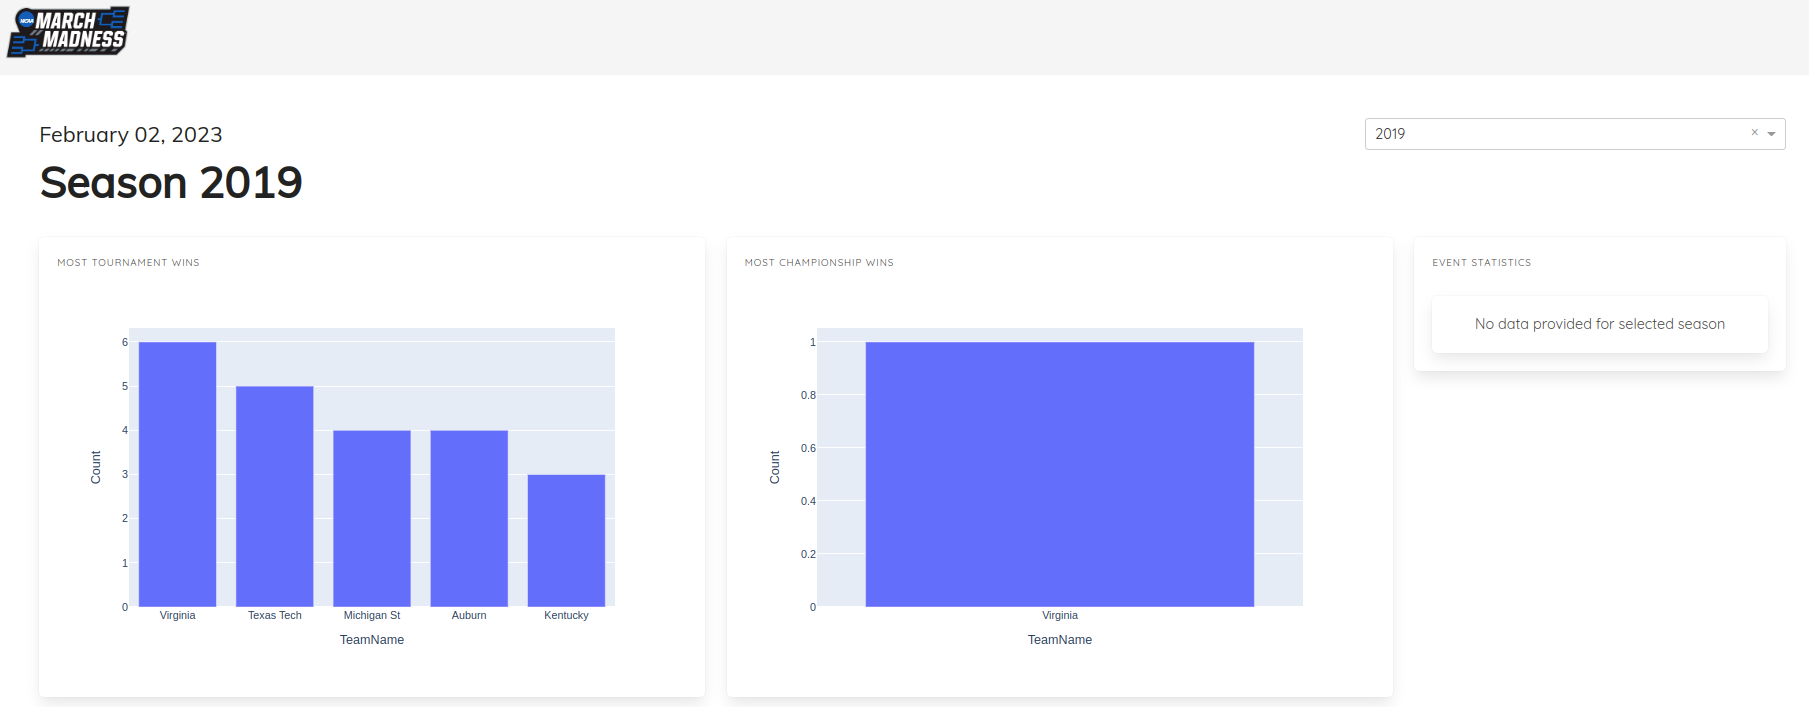 NCAA
MARCH
MADNESS
February 02, 2023
2019
×
Season 2019
MOST TOURNAMENT WINS
6
5
4
3
2
1
0
Count
Virginia Texas Tech Michigan St Auburn Kentucky
TeamName
MOST CHAMPIONSHIP WINS
1
0.8
0.6
0.4
0.2
0
Count
Virginia
TeamName
EVENT STATISTICS
No data provided for selected season